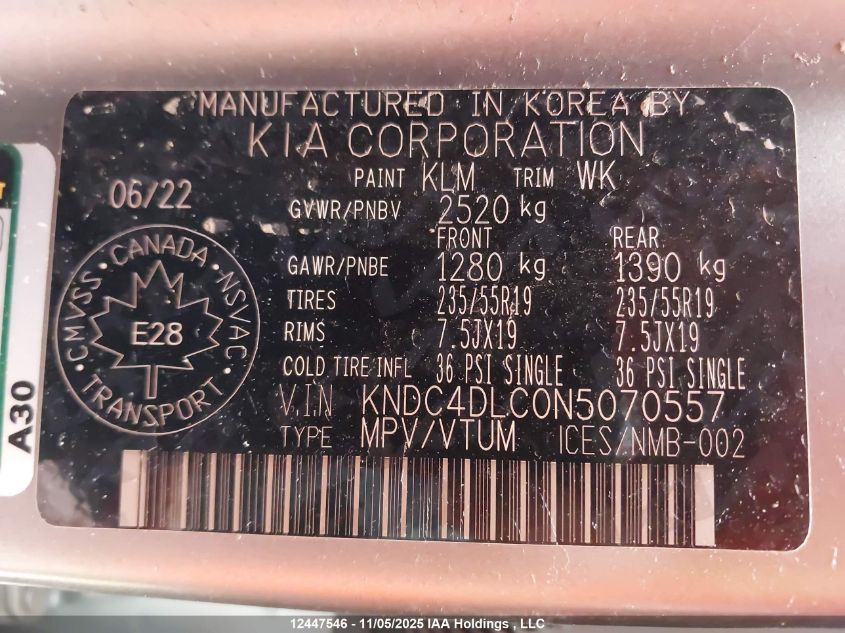 MANUFACTURED IN KOREA BY
KIA CORPORATION
PAINT KLM TRIM WK
06/22
GVWR/PNBV 2520 kg
FRONT REAR
GAWR/PNBE 1280 kg 1390 kg
TIRES 235/55R19 235/55R19
RIMS 7.5JX19 7.5JX19
COLD TIRE INFL 36 PSI SINGLE 36 PSI SINGLE
V.I.N KNDC4DLC0N5070557
TYPE MPV/VTUM ICES/NMB-002
CMVSS · CANADA · NSVAC
E28
· TRANSPORT ·
A30
12447546 - 11/05/2025 IAA Holdings , LLC